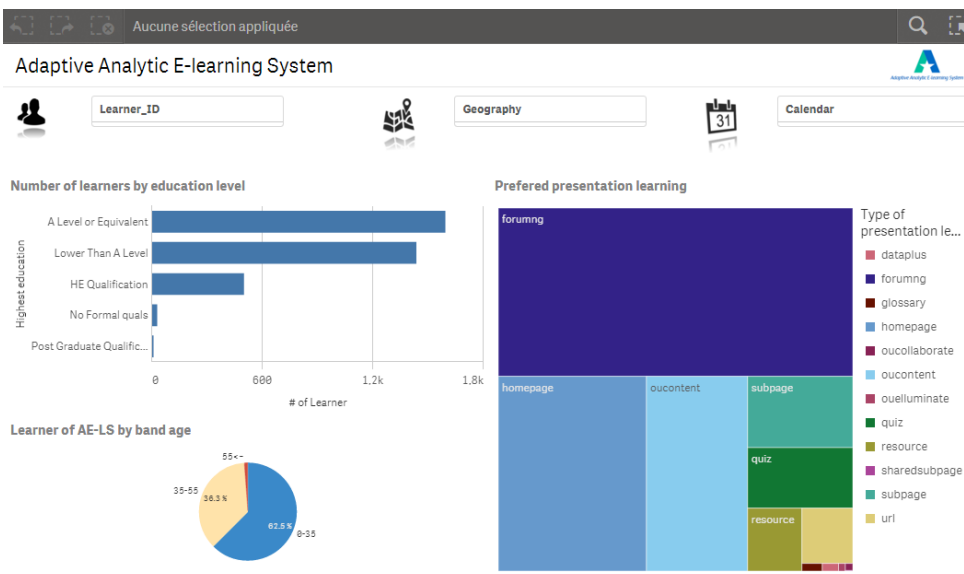 Aucune sélection appliquée
Adaptive Analytic E-learning System
Adaptive Analytic E-learning System
Learner_ID
Geography
31
Calendar
Number of learners by education level
Highest education
A Level or Equivalent
Lower Than A Level
HE Qualification
No Formal quals
Post Graduate Qualific...
0
600
1,2k
1,8k
# of Learner
Learner of AE-LS by band age
55<-
35-55
36.3 %
62.5 %
0-35
Prefered presentation learning
forumng
homepage
oucontent
subpage
quiz
resource
Type of
presentation le...
dataplus
forumng
glossary
homepage
oucollaborate
oucontent
ouelluminate
quiz
resource
sharedsubpage
subpage
url